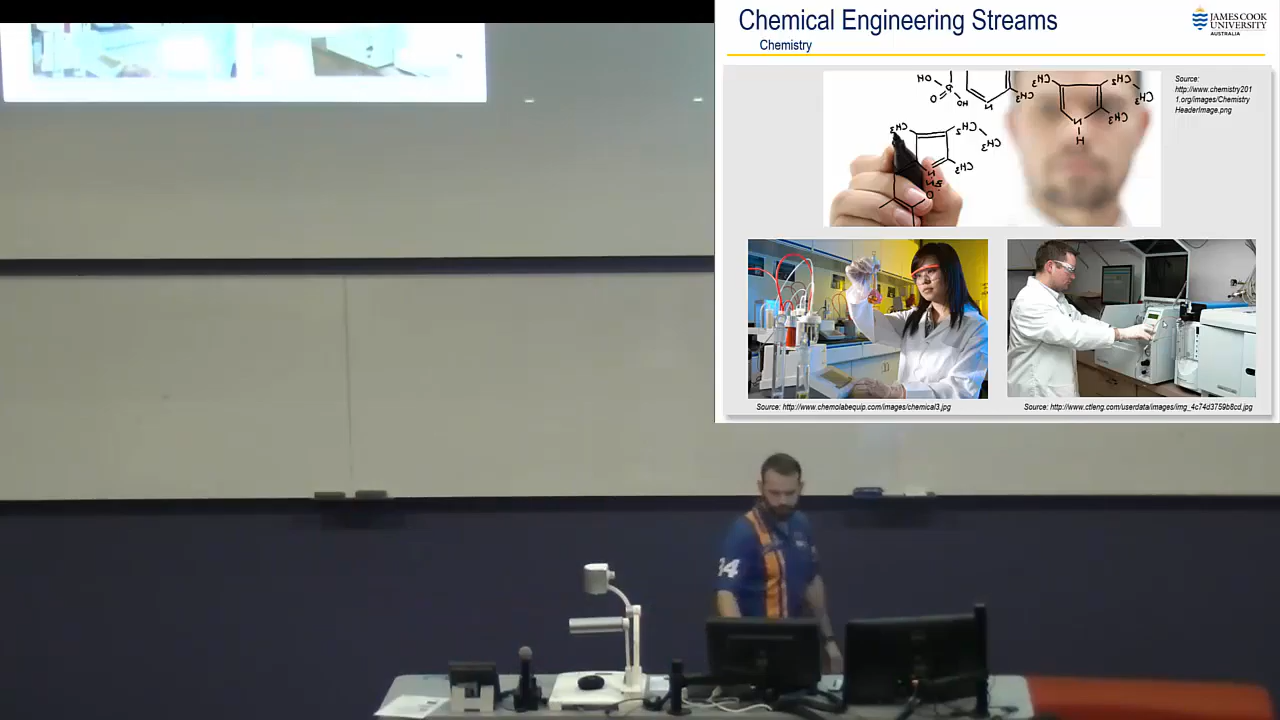 Chemical Engineering Streams
Chemistry
JAMES COOK
UNIVERSITY
AUSTRALIA
Source:
http://www.chemistry201
1.org/images/Chemistry
HeaderImage.png
Source: http://www.chemolabequip.com/images/chemical3.jpg
Source: http://www.ctleng.com/userdata/images/img_4c74d3759b8cd.jpg